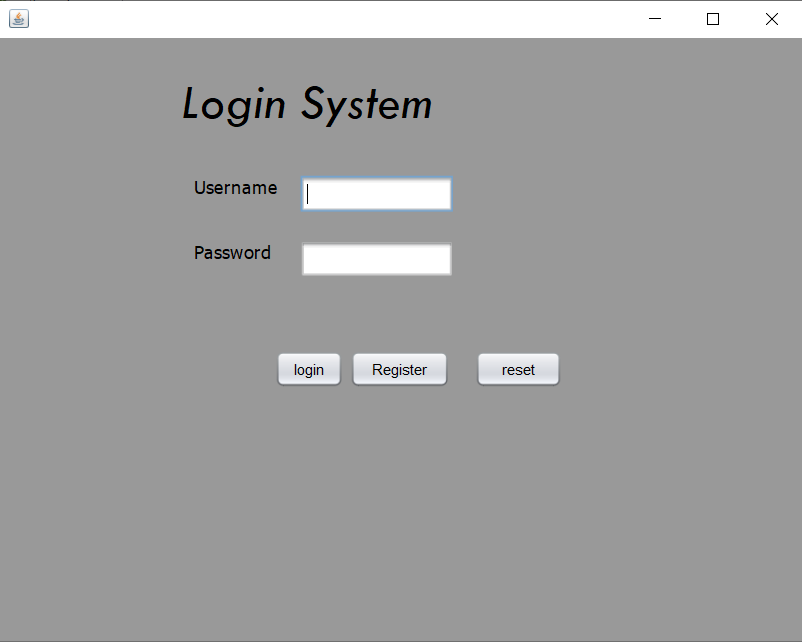 Login System
Username
Password
login Register reset